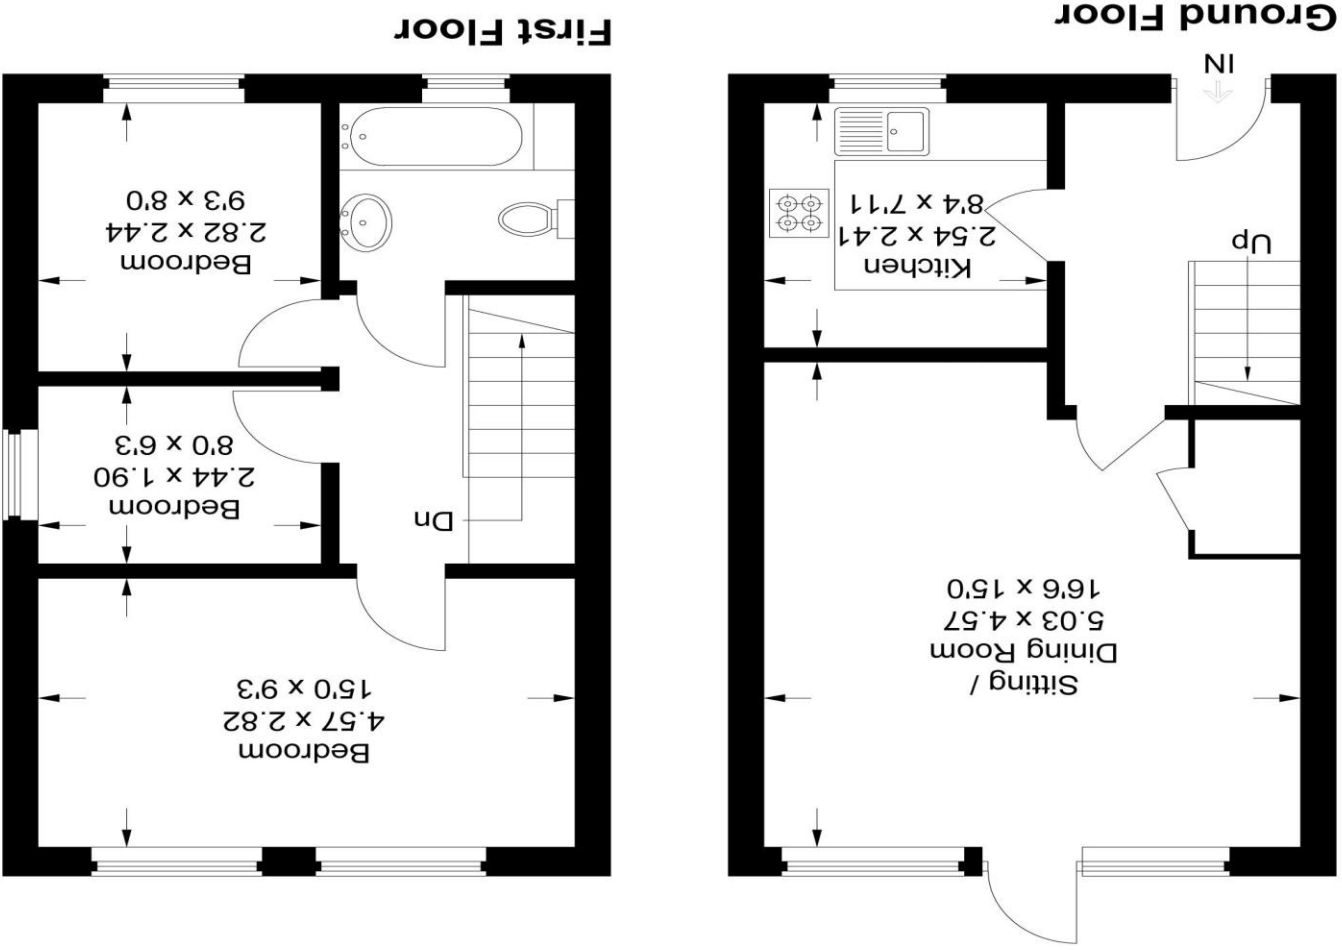 Ground Floor
First Floor
IN
Up
Kitchen
2.54 x 2.41
8'4 x 7'11
Sitting /
Dining Room
5.03 x 4.57
16'6 x 15'0
Bedroom
4.57 x 2.82
15'0 x 9'3
Dn
Bedroom
2.44 x 1.90
8'0 x 6'3
Bedroom
2.82 x 2.44
9'3 x 8'0